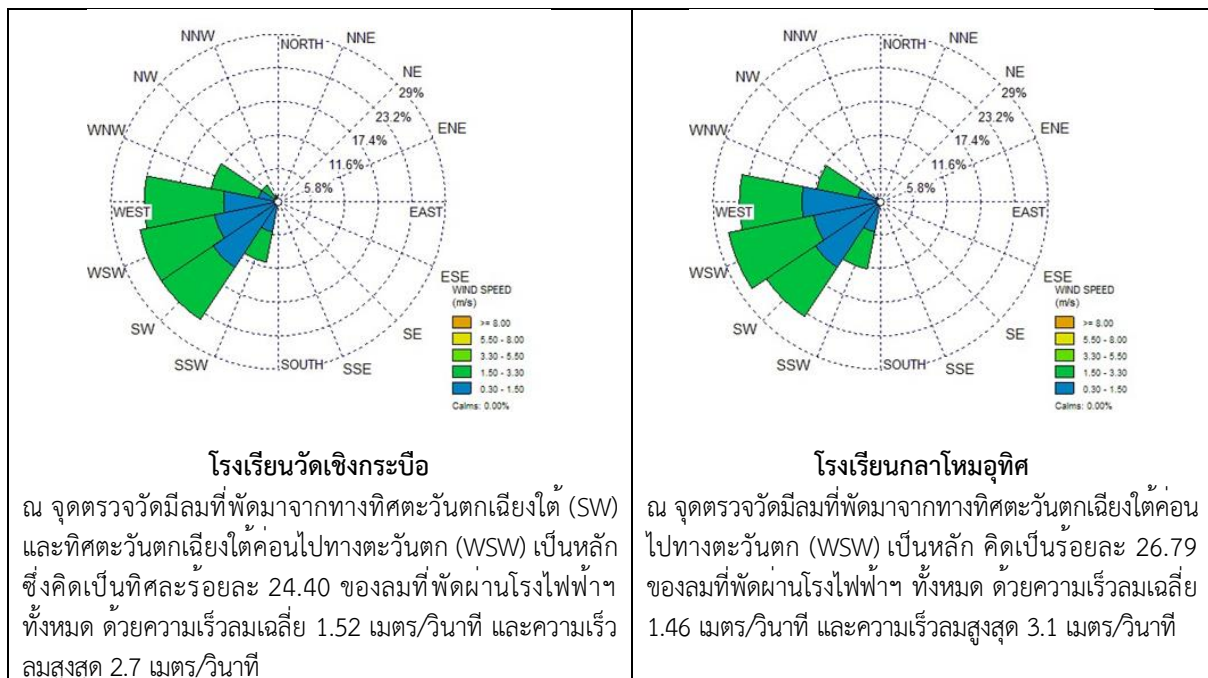 NNW
NORTH
NNE
NW
NE
29%
23.2%
WNW
ENE
17.4%
11.6%
5.8%
WEST
EAST
WSW
ESE
SW
SE
SSW
SOUTH
SSE
WIND SPEED
(m/s)
>= 8.00
5.50 - 8.00
3.30 - 5.50
1.50 - 3.30
0.30 - 1.50
Calms: 0.00%
โรงเรียนวัดเชิงกระบือ
ณ จุดตรวจวัดมีลมที่พัดมาจากทางทิศตะวันตกเฉียงใต้ (SW)
และทิศตะวันตกเฉียงใต้ค่อนไปทางตะวันตก (WSW) เป็นหลัก
ซึ่งคิดเป็นทิศละร้อยละ 24.40 ของลมที่พัดผ่านโรงไฟฟ้าฯ
ทั้งหมด ด้วยความเร็วลมเฉลี่ย 1.52 เมตร/วินาที และความเร็ว
ลมสูงสุด 2.7 เมตร/วินาที
NNW
NORTH
NNE
NW
NE
29%
23.2%
WNW
ENE
17.4%
11.6%
5.8%
WEST
EAST
WSW
ESE
SW
SE
SSW
SOUTH
SSE
WIND SPEED
(m/s)
>= 8.00
5.50 - 8.00
3.30 - 5.50
1.50 - 3.30
0.30 - 1.50
Calms: 0.00%
โรงเรียนกลาโหมอุทิศ
ณ จุดตรวจวัดมีลมที่พัดมาจากทางทิศตะวันตกเฉียงใต้ค่อน
ไปทางตะวันตก (WSW) เป็นหลัก คิดเป็นร้อยละ 26.79
ของลมที่พัดผ่านโรงไฟฟ้าฯ ทั้งหมด ด้วยความเร็วลมเฉลี่ย
1.46 เมตร/วินาที และความเร็วลมสูงสุด 3.1 เมตร/วินาที